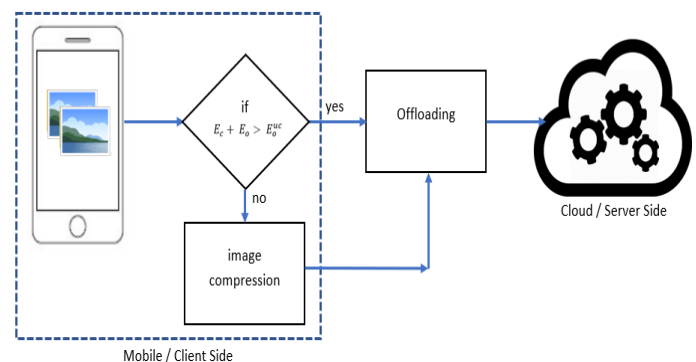 if
E_c + E_o > E_o^{uc}
yes
no
Offloading
image
compression
Cloud / Server Side
Mobile / Client Side